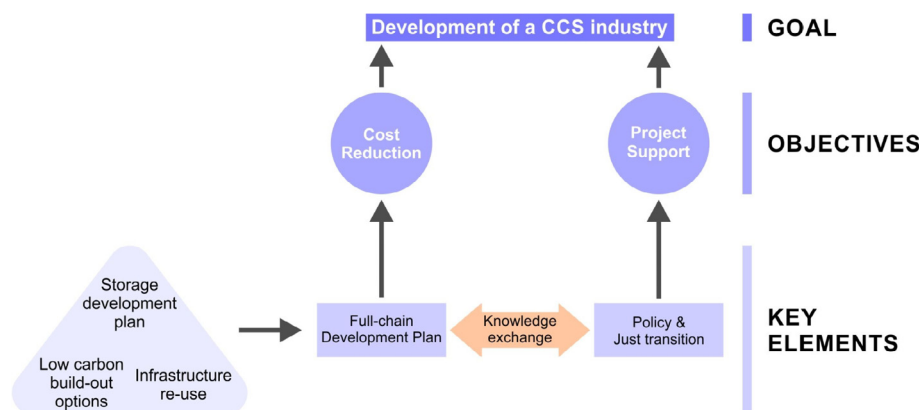 Development of a CCS industry
GOAL
Cost
Reduction
Project
Support
OBJECTIVES
Storage
development
plan
Low carbon
build-out
options
Infrastructure
re-use
Full-chain
Development Plan
Knowledge
exchange
Policy &
Just transition
KEY
ELEMENTS